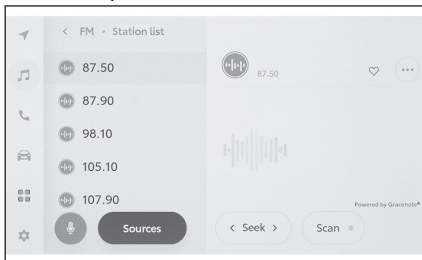 < FM • Station list
87.50
87.90
98.10
105.10
107.90
Sources
87.50
Powered by Gracenote®
< Seek >
Scan